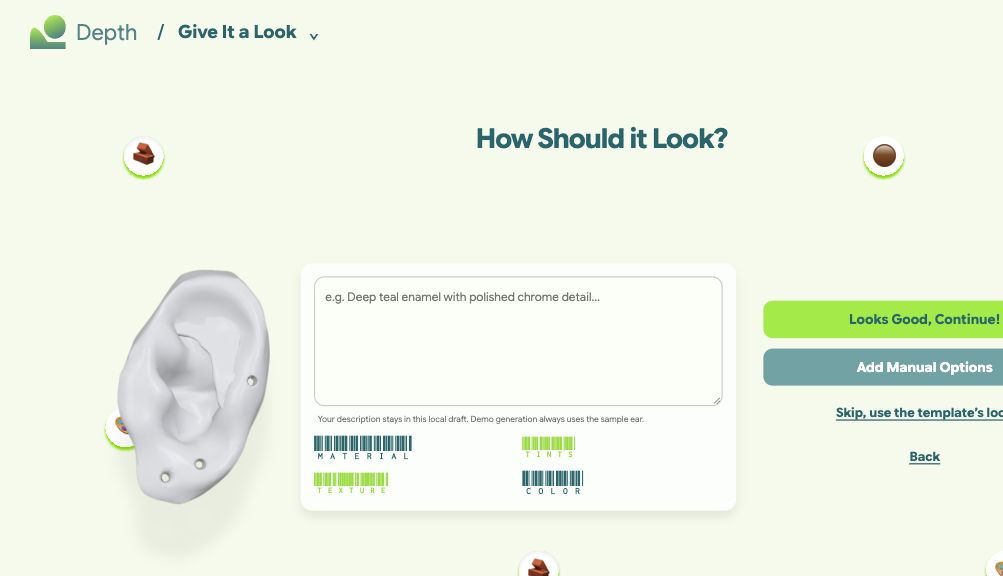 Depth / Give It a Look
How Should it Look?
e.g. Deep teal enamel with polished chrome detail...
Your description stays in this local draft. Demo generation always uses the sample ear.
MATERIAL
TINTS
TEXTURE
COLOR
Looks Good, Continue!
Add Manual Options
Skip, use the template's loo
Back